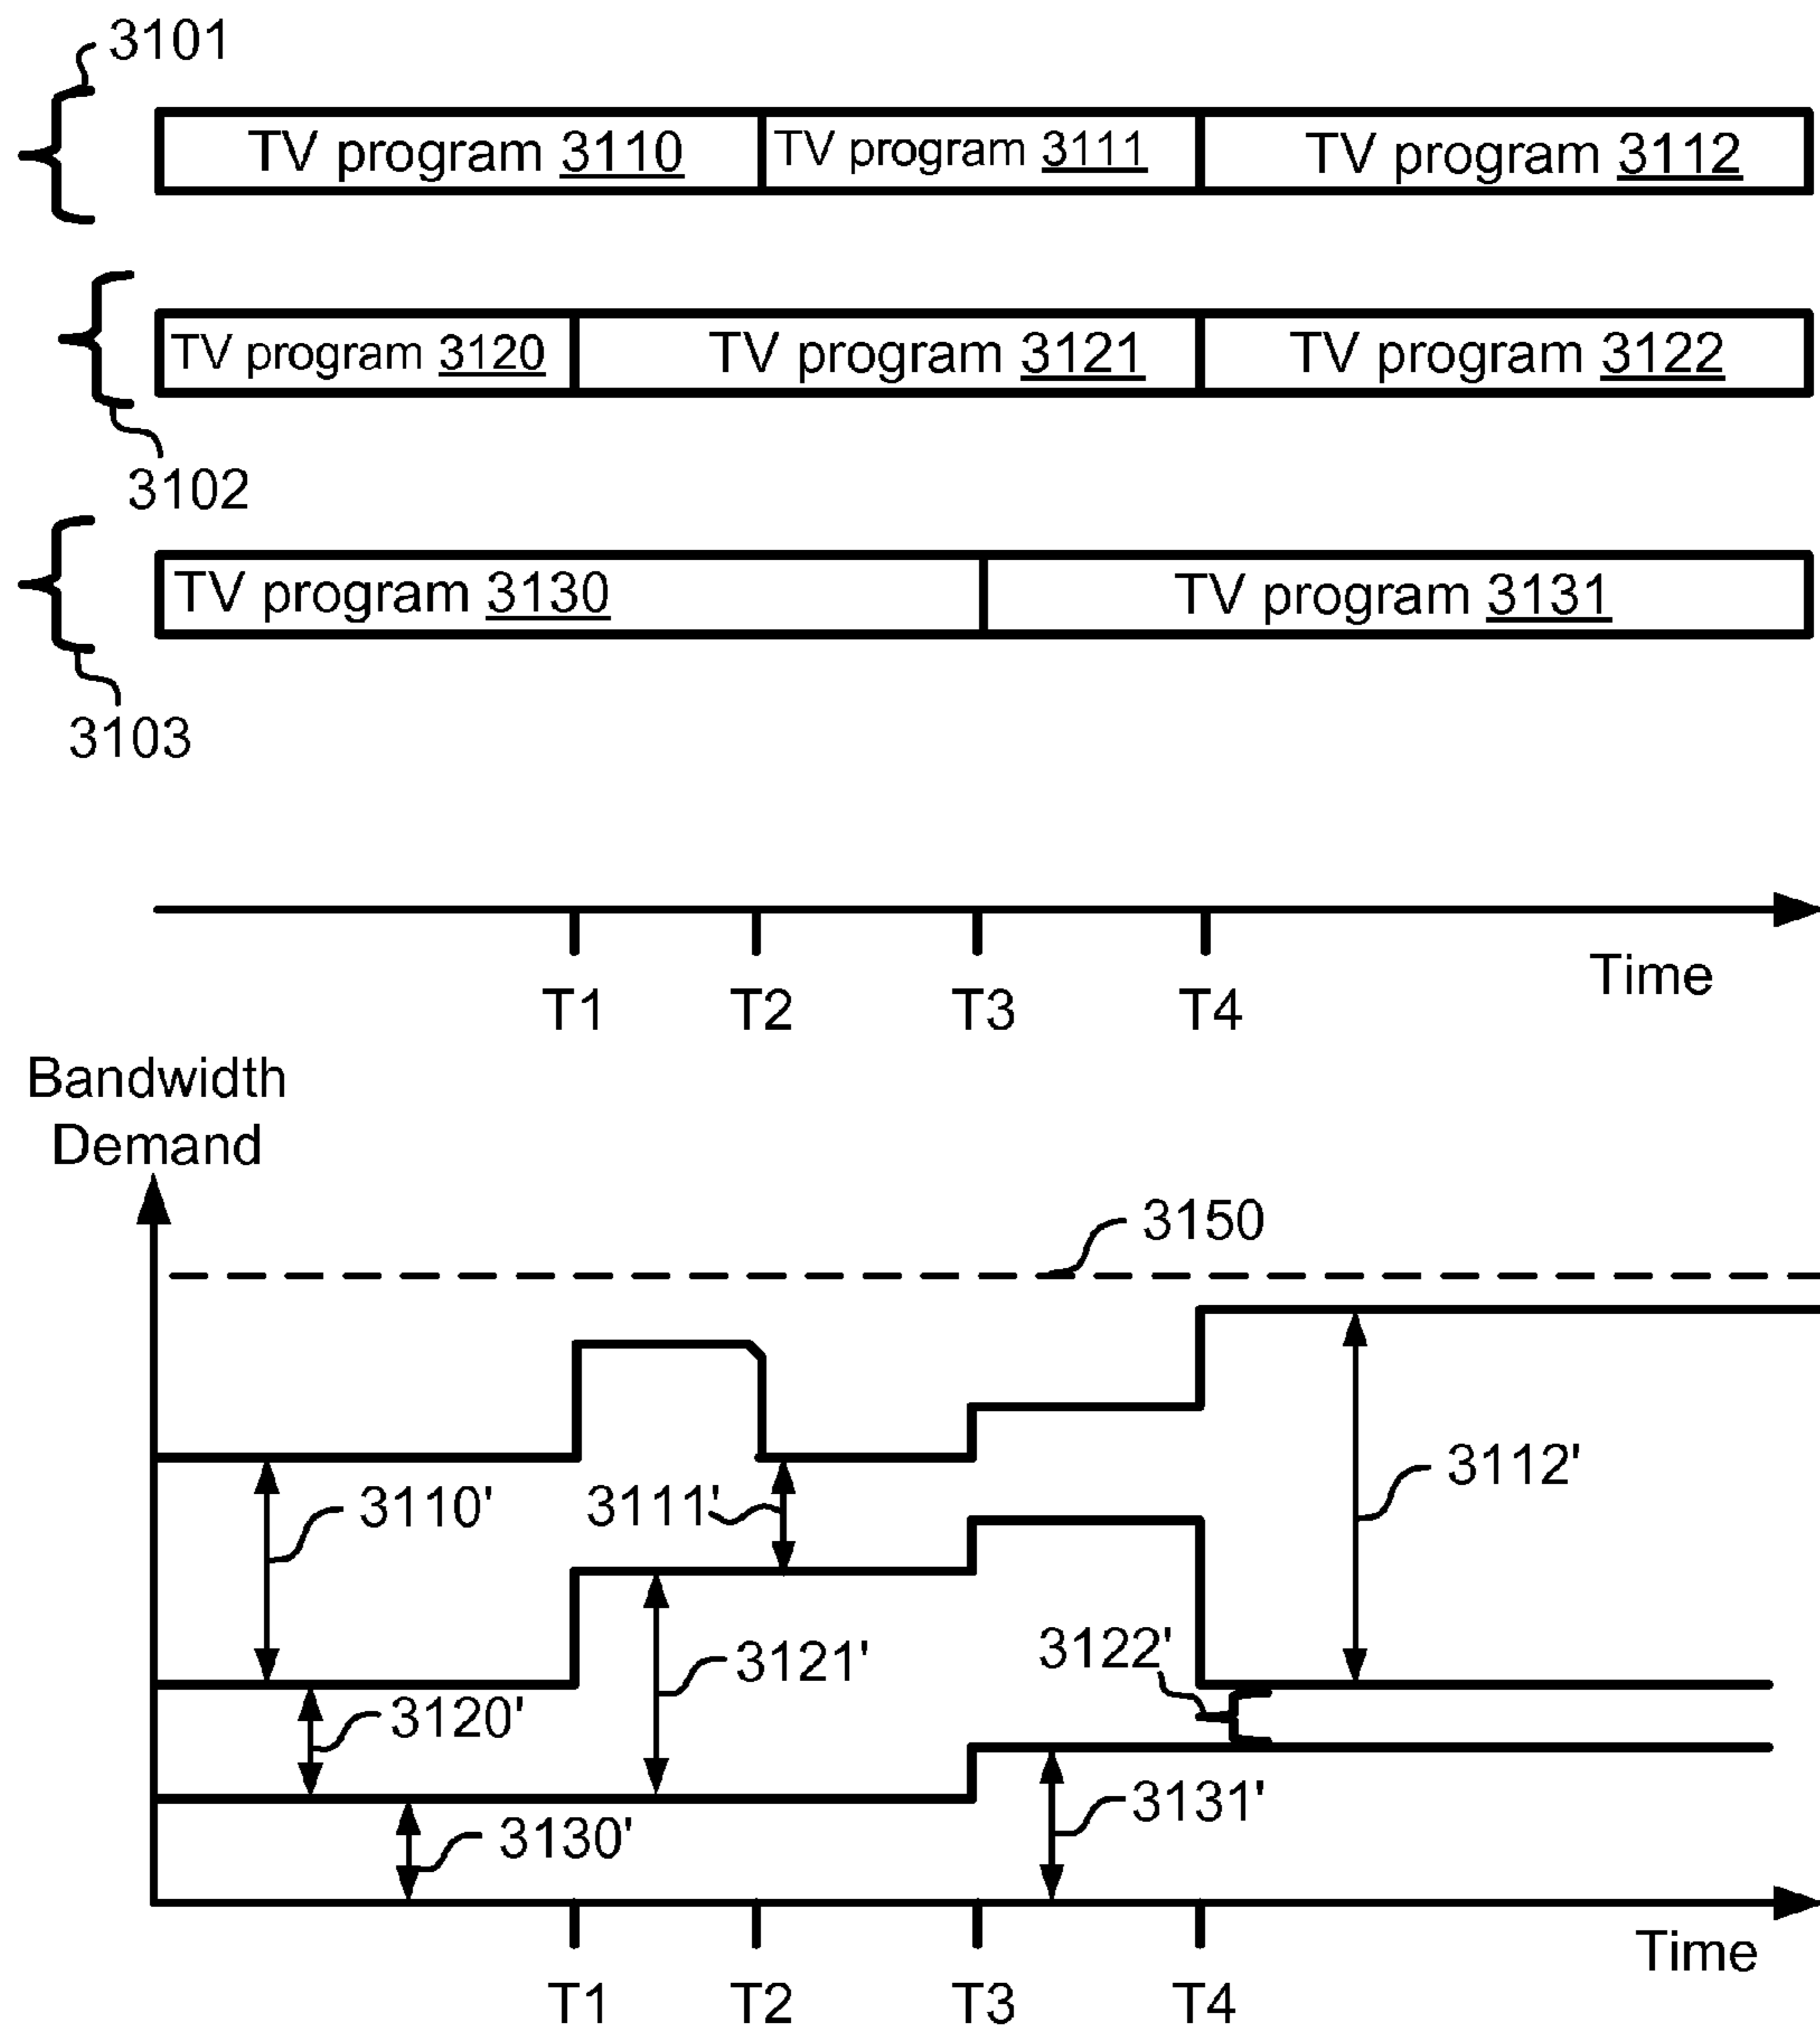 3101
TV program 3110 TV program 3111 TV program 3112
TV program 3120 TV program 3121 TV program 3122
3102
TV program 3130 TV program 3131
3103
Time
T1 T2 T3 T4
Bandwidth
Demand
3150
3112'
3110' 3111'
3122'
3121'
3120'
3131'
3130'
Time
T1 T2 T3 T4